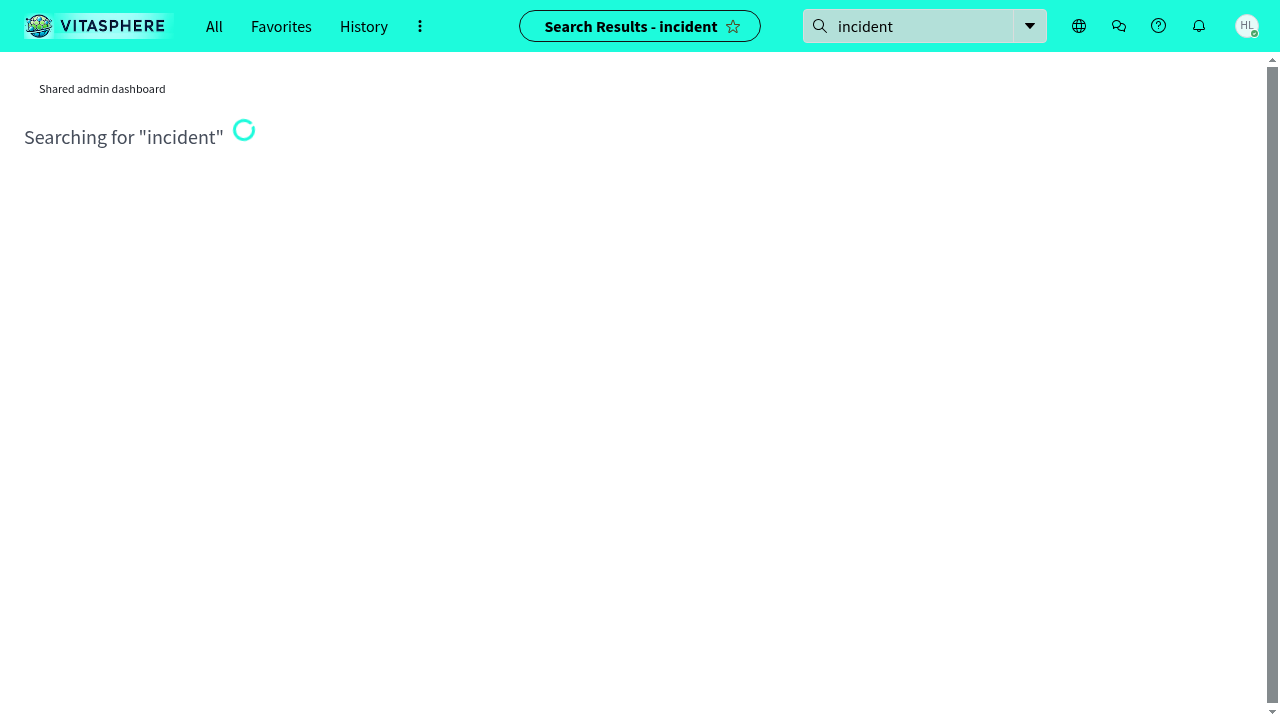 VITASPHERE
All
Favorites
History
Search Results - incident
incident
HL
Shared admin dashboard
Searching for "incident"